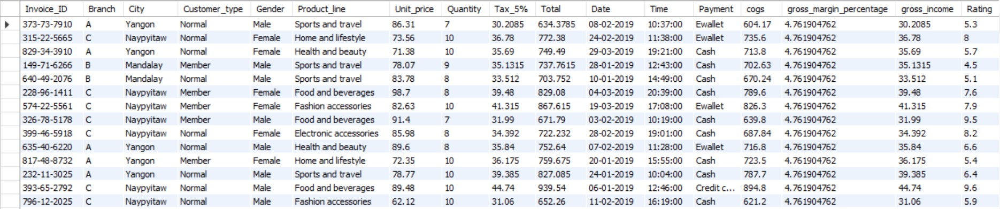 Invoice_ID Branch City Customer_type Gender Product_line Unit_price Quantity Tax_5% Total Date Time Payment cogs gross_margin_percentage gross_income Rating
373-73-7910 A Yangon Normal Male Sports and travel 86.31 7 30.2085 634.3785 08-02-2019 10:37:00 Ewallet 604.17 4.761904762 30.2085 5.3
315-22-5665 C Naypyitaw Normal Female Home and lifestyle 73.56 10 36.78 772.38 24-02-2019 11:38:00 Ewallet 735.6 4.761904762 36.78 8
829-34-3910 A Yangon Normal Female Health and beauty 71.38 10 35.69 749.49 29-03-2019 19:21:00 Cash 713.8 4.761904762 35.69 5.7
149-71-6266 B Mandalay Member Male Sports and travel 78.07 9 35.1315 737.7615 28-01-2019 12:43:00 Cash 702.63 4.761904762 35.1315 4.5
640-49-2076 B Mandalay Normal Male Sports and travel 83.78 8 33.512 703.752 10-01-2019 14:49:00 Cash 670.24 4.761904762 33.512 5.1
228-96-1411 C Naypyitaw Member Female Food and beverages 98.7 8 39.48 829.08 04-03-2019 20:39:00 Cash 789.6 4.761904762 39.48 7.6
574-22-5561 C Naypyitaw Member Female Fashion accessories 82.63 10 41.315 867.615 19-03-2019 17:08:00 Ewallet 826.3 4.761904762 41.315 7.9
326-78-5178 C Naypyitaw Member Male Food and beverages 91.4 7 31.99 671.79 03-02-2019 10:19:00 Cash 639.8 4.761904762 31.99 9.5
399-46-5918 C Naypyitaw Normal Female Electronic accessories 85.98 8 34.392 722.232 28-02-2019 19:01:00 Cash 687.84 4.761904762 34.392 8.2
635-40-6220 A Yangon Normal Male Health and beauty 89.6 8 35.84 752.64 07-02-2019 11:28:00 Ewallet 716.8 4.761904762 35.84 6.6
817-48-8732 A Yangon Member Female Home and lifestyle 72.35 10 36.175 759.675 20-01-2019 15:55:00 Cash 723.5 4.761904762 36.175 5.4
232-11-3025 A Yangon Normal Male Sports and travel 78.77 10 39.385 827.085 24-01-2019 10:04:00 Cash 787.7 4.761904762 39.385 6.4
393-65-2792 C Naypyitaw Normal Male Food and beverages 89.48 10 44.74 939.54 06-01-2019 12:46:00 Credit c... 894.8 4.761904762 44.74 9.6
796-12-2025 C Naypyitaw Normal Male Fashion accessories 62.12 10 31.06 652.26 11-02-2019 16:19:00 Cash 621.2 4.761904762 31.06 5.9